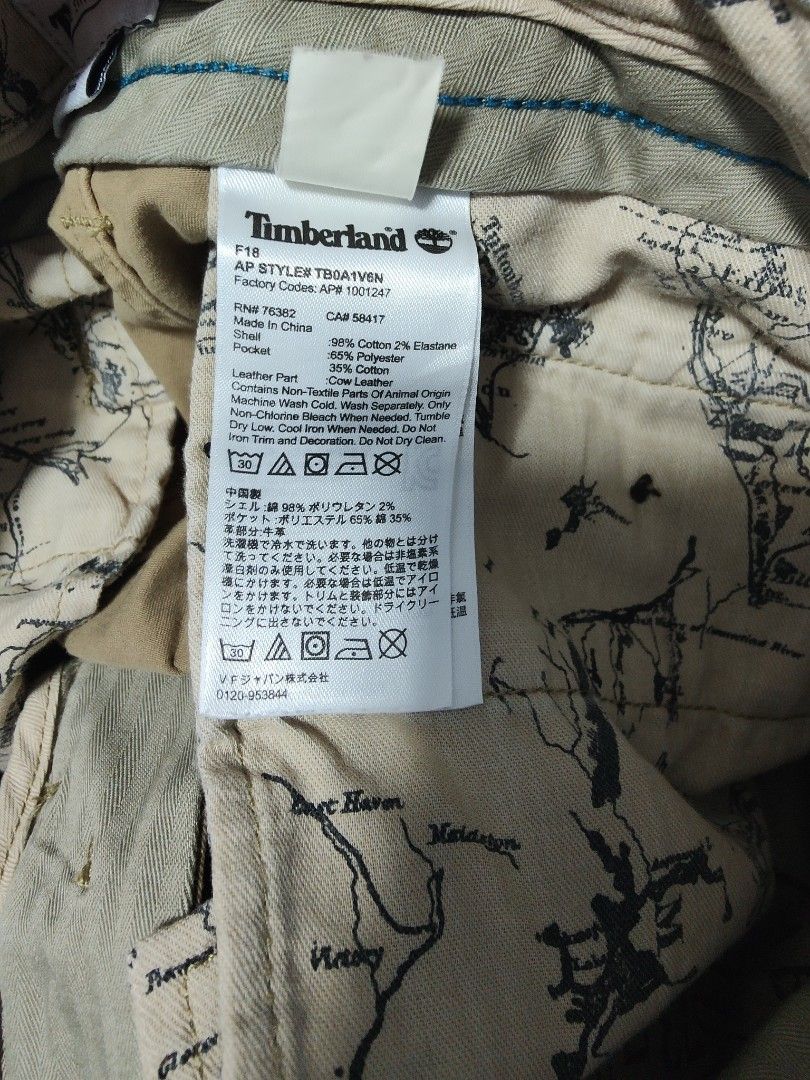 Timberland
F18
AP STYLE# TB0A1V6N
Factory Codes: AP# 1001247
RN# 76382 CA# 58417
Made In China
Shell :98% Cotton 2% Elastane
Pocket :65% Polyester
35% Cotton
Leather Part :Cow Leather
Contains Non-Textile Parts Of Animal Origin
Machine Wash Cold. Wash Separately. Only
Non-Chlorine Bleach When Needed. Tumble
Dry Low. Cool Iron When Needed. Do Not
Iron Trim and Decoration. Do Not Dry Clean.
30
中国製
シェル:綿 98% ポリウレタン 2%
ポケット:ポリエステル 65% 綿 35%
革部分:牛革
洗濯機で冷水で洗います。他の物とは分け
て洗ってください。必要な場合は非塩素系
漂白剤のみ使用してください。低温で乾燥
機にかけます。必要な場合は低温でアイロ
ンをかけます。トリムと装飾部分にはアイ
ロンをかけないでください。ドライクリー
ニングに出さないでください。
30
VFジャパン株式会社
0120-953844
低温
of Connecticut River
East Haven
Maidston
Victory